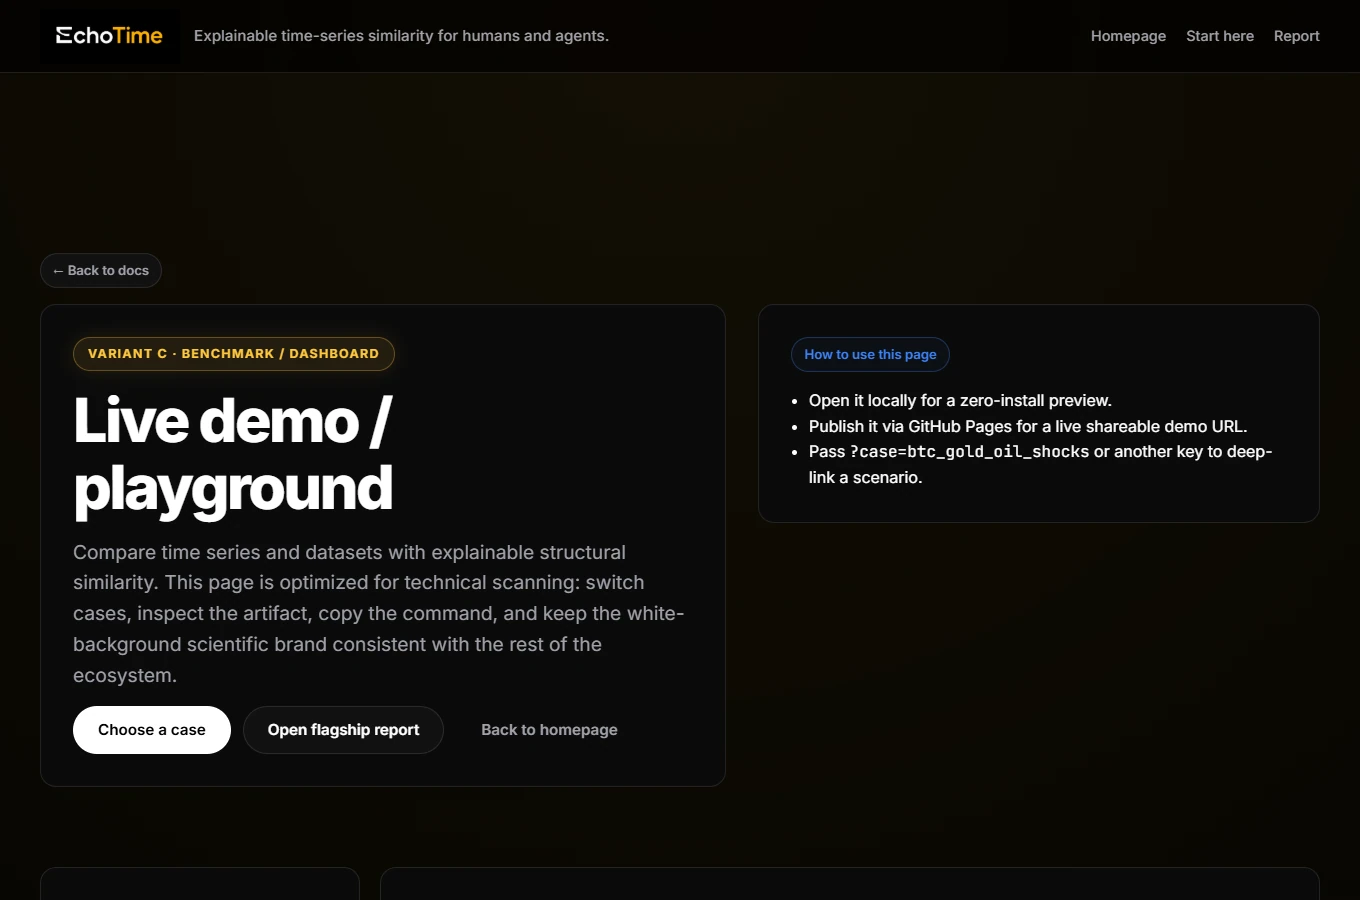 EchoTime
Explainable time-series similarity for humans and agents.
Homepage
Start here
Report
← Back to docs
VARIANT C · BENCHMARK / DASHBOARD
Live demo /
playground
Compare time series and datasets with explainable structural
similarity. This page is optimized for technical scanning: switch
cases, inspect the artifact, copy the command, and keep the white-
background scientific brand consistent with the rest of the
ecosystem.
Choose a case
Open flagship report
Back to homepage
How to use this page
• Open it locally for a zero-install preview.
• Publish it via GitHub Pages for a live shareable demo URL.
• Pass ?case=btc_gold_oil_shocks or another key to deep-
link a scenario.